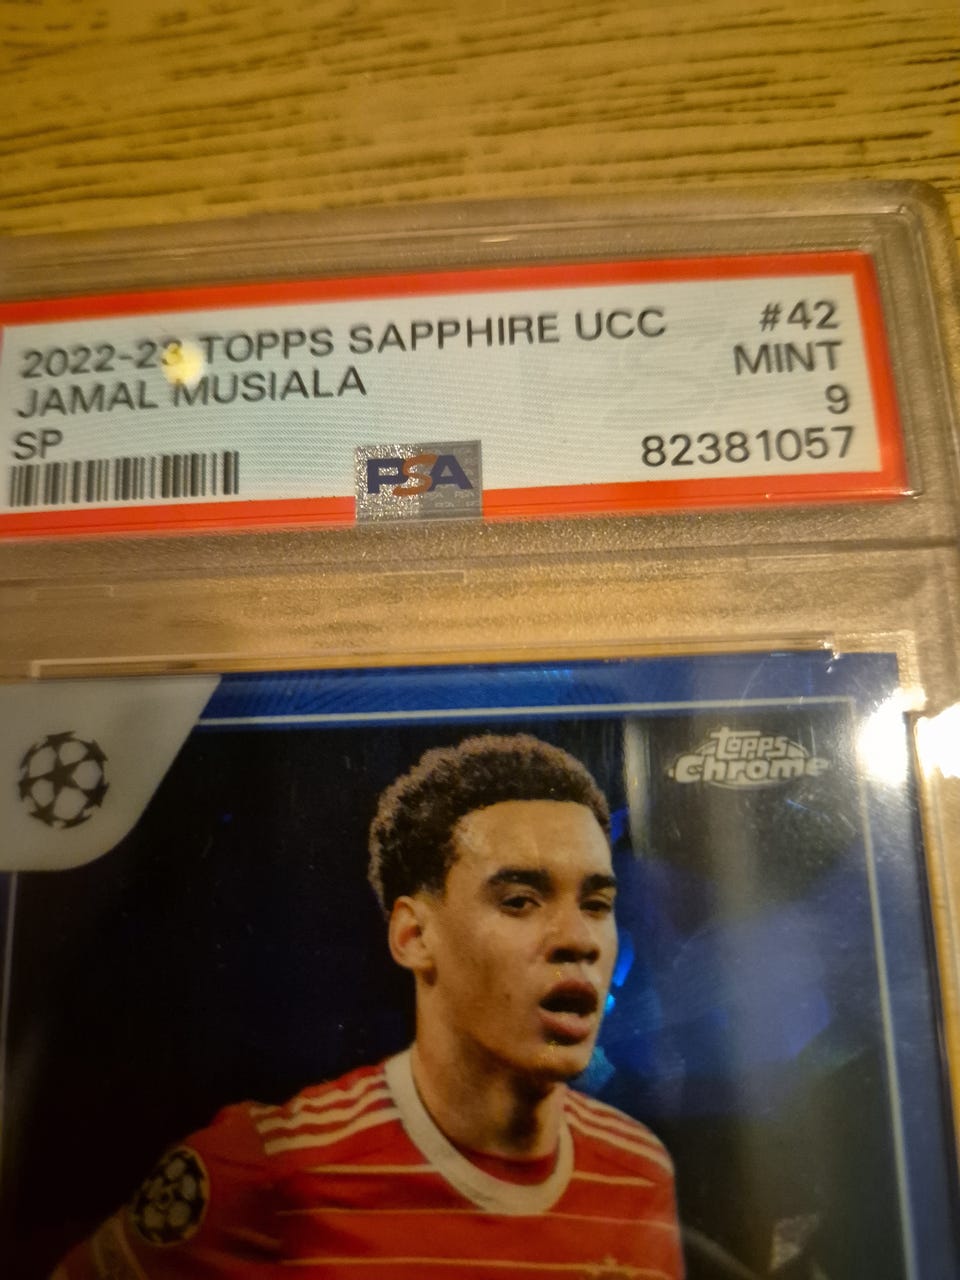 2022-23 TOPPS SAPPHIRE UCC #42
JAMAL MUSIALA MINT
SP 9
82381057
PSA
topps
Chrome